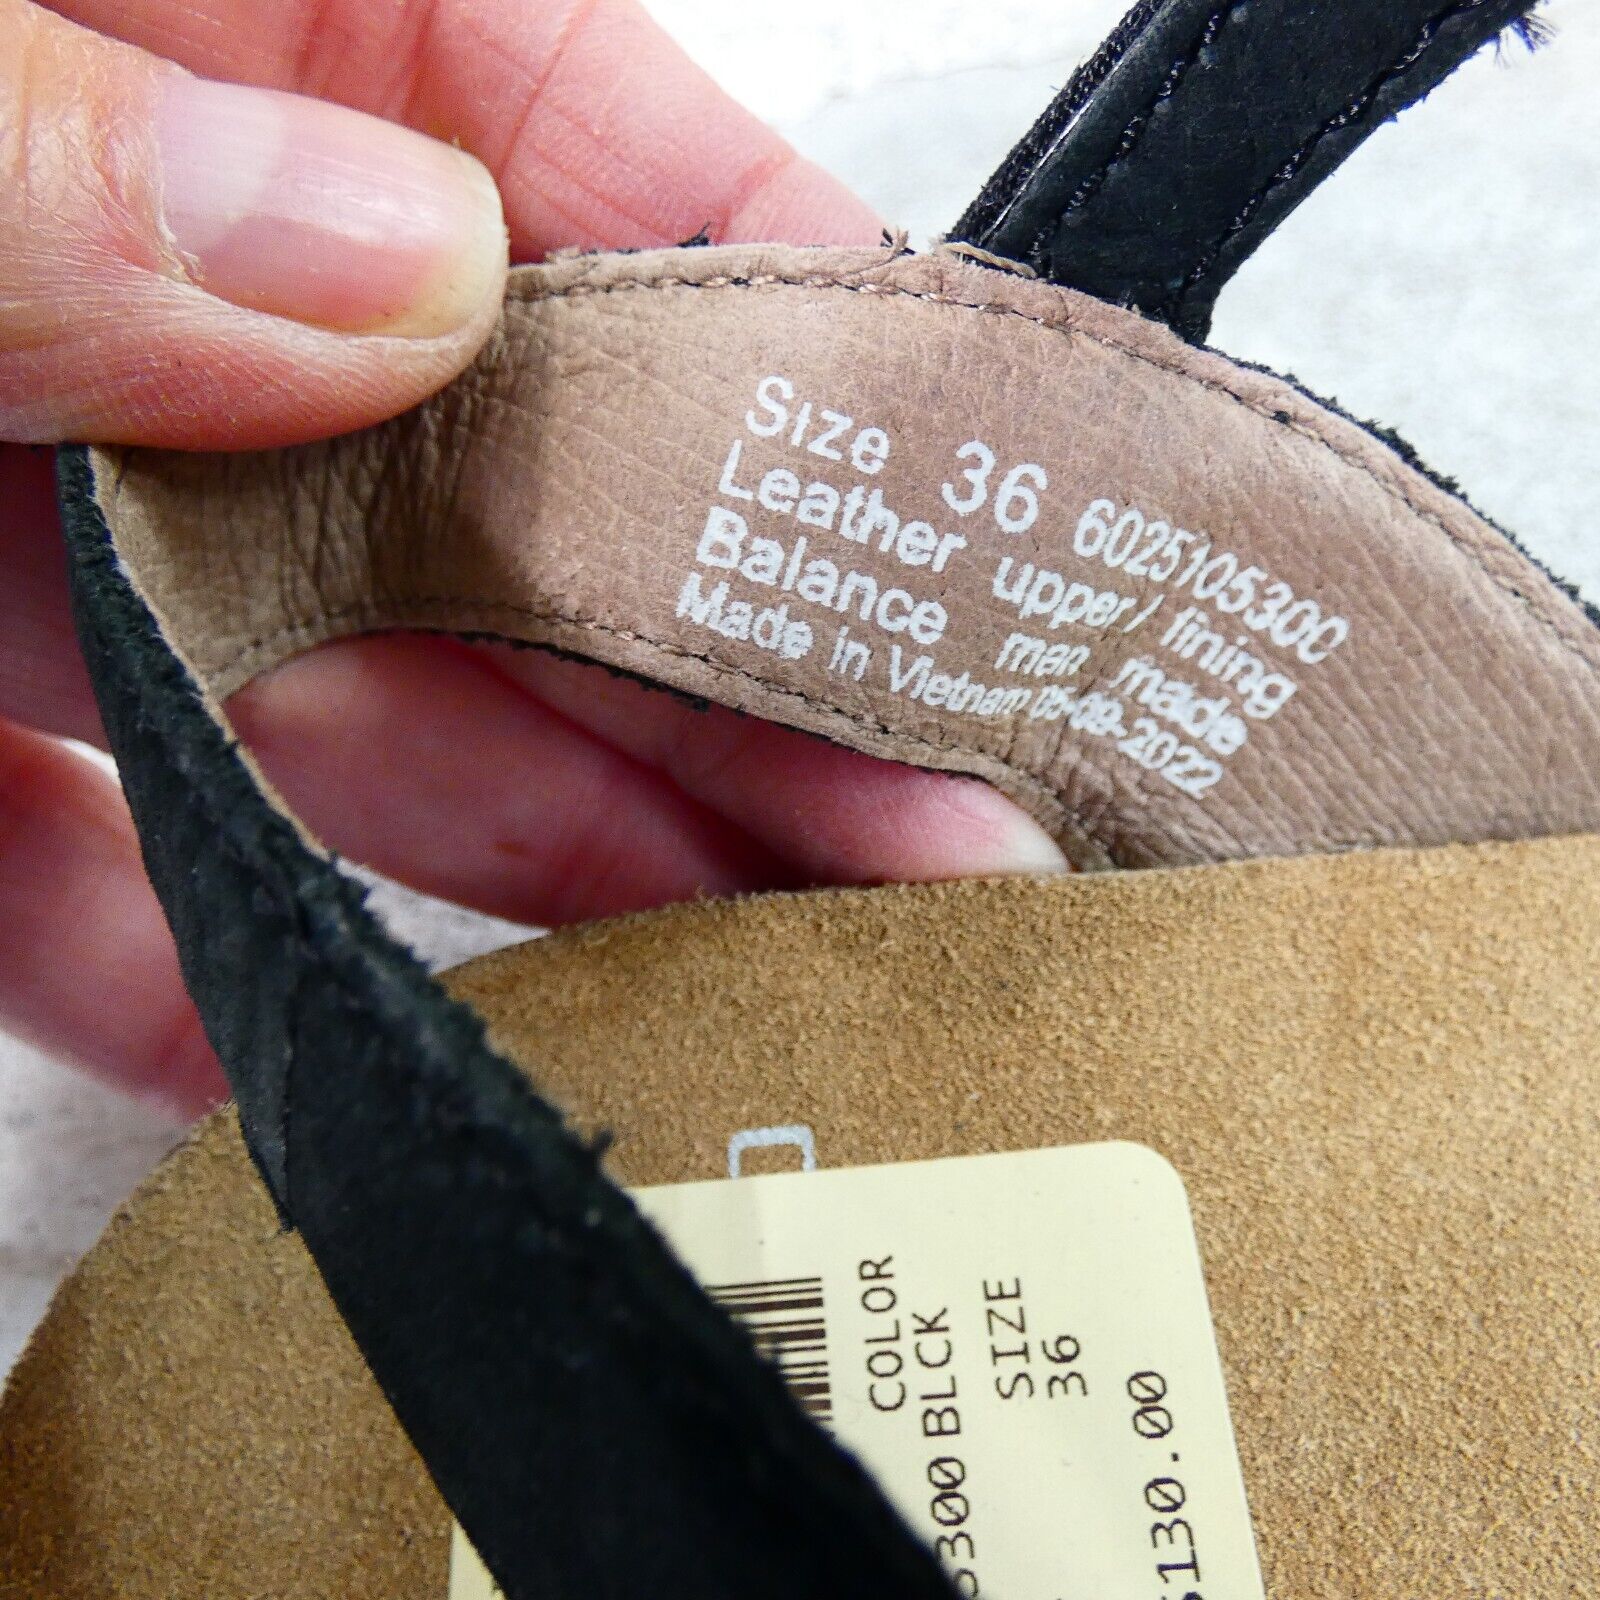 Size 36 6025105300
Leather upper/ lining
Balance man made
Made in Vietnam 05-09-2022
COLOR
5300 BLCK
SIZE
36
$130.00